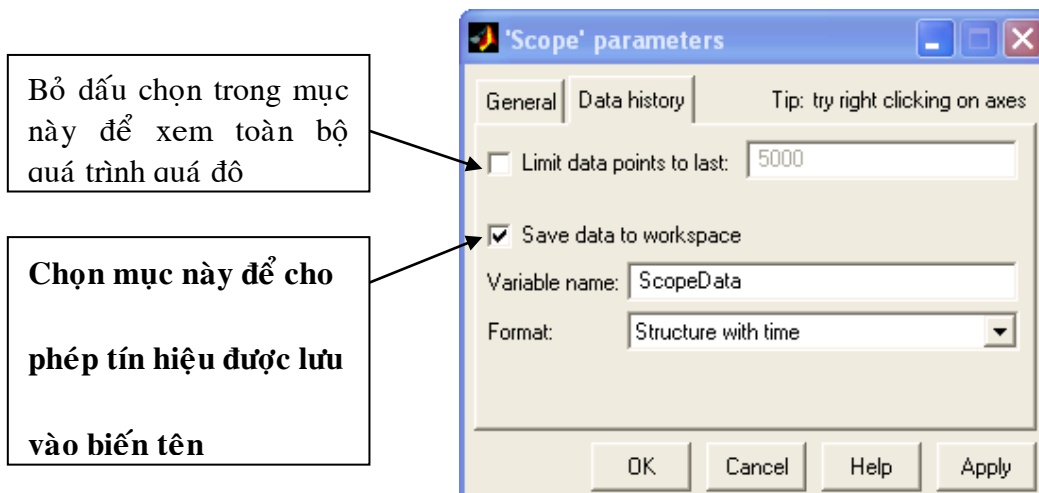 'Scope' parameters
Bỏ dấu chọn trong mục
này để xem toàn bộ
quá trình quá độ
General Data history Tip: try right clicking on axes
Limit data points to last: 5000
Save data to workspace
Chọn mục này để cho
phép tín hiệu được lưu
vào biến tên
Variable name: ScopeData
Format: Structure with time
OK Cancel Help Apply